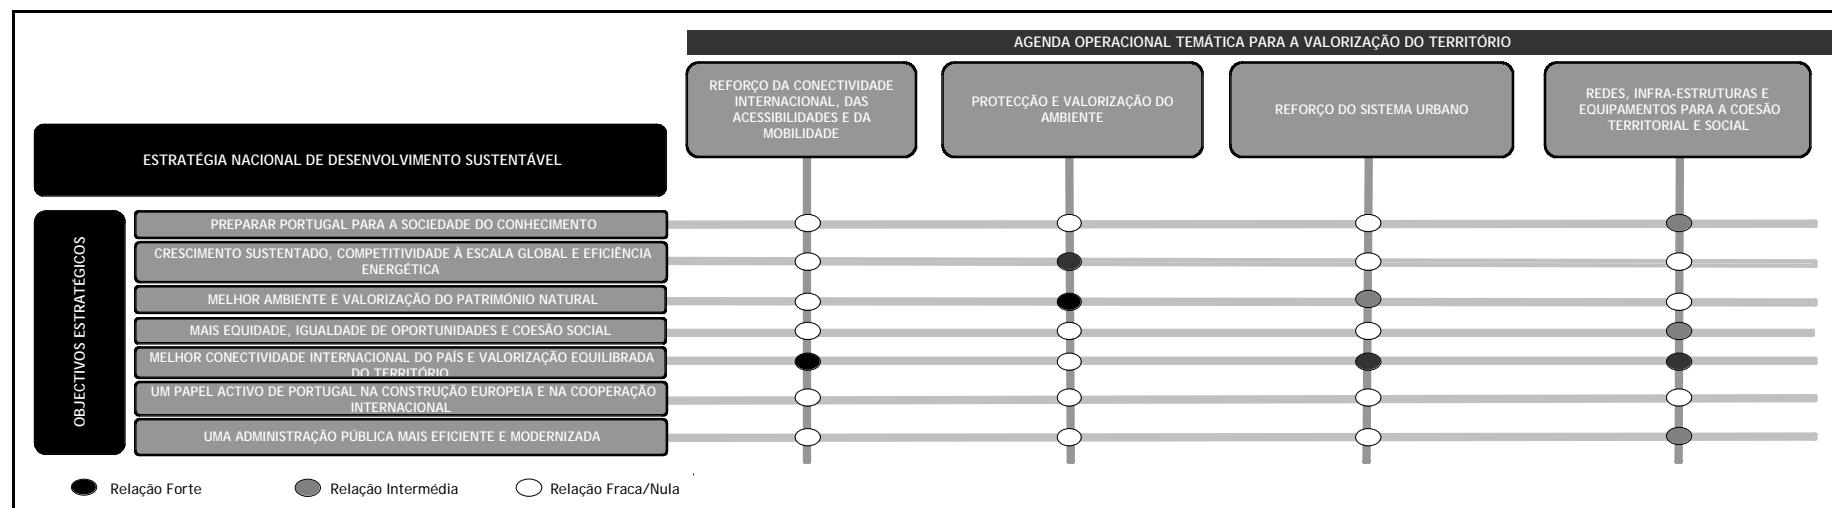 AGENDA OPERACIONAL TEMÁTICA PARA A VALORIZAÇÃO DO TERRITÓRIO
REFORÇO DA CONECTIVIDADE
INTERNACIONAL, DAS
ACESSIBILIDADES E DA
MOBILIDADE
PROTECÇÃO E VALORIZAÇÃO DO
AMBIENTE
REFORÇO DO SISTEMA URBANO
REDES, INFRA-ESTRUTURAS E
EQUIPAMENTOS PARA A COESÃO
TERRITORIAL E SOCIAL
ESTRATÉGIA NACIONAL DE DESENVOLVIMENTO SUSTENTÁVEL
OBJECTIVOS ESTRATÉGICOS
PREPARAR PORTUGAL PARA A SOCIEDADE DO CONHECIMENTO
CRESCIMENTO SUSTENTADO, COMPETITIVIDADE À ESCALA GLOBAL E EFICIÊNCIA
ENERGÉTICA
MELHOR AMBIENTE E VALORIZAÇÃO DO PATRIMÓNIO NATURAL
MAIS EQUIDADE, IGUALDADE DE OPORTUNIDADES E COESÃO SOCIAL
MELHOR CONECTIVIDADE INTERNACIONAL DO PAÍS E VALORIZAÇÃO EQUILIBRADA
DO TERRITÓRIO
UM PAPEL ACTIVO DE PORTUGAL NA CONSTRUÇÃO EUROPEIA E NA COOPERAÇÃO
INTERNACIONAL
UMA ADMINISTRAÇÃO PÚBLICA MAIS EFICIENTE E MODERNIZADA
Relação Forte
Relação Intermédia
Relação Fraca/Nula